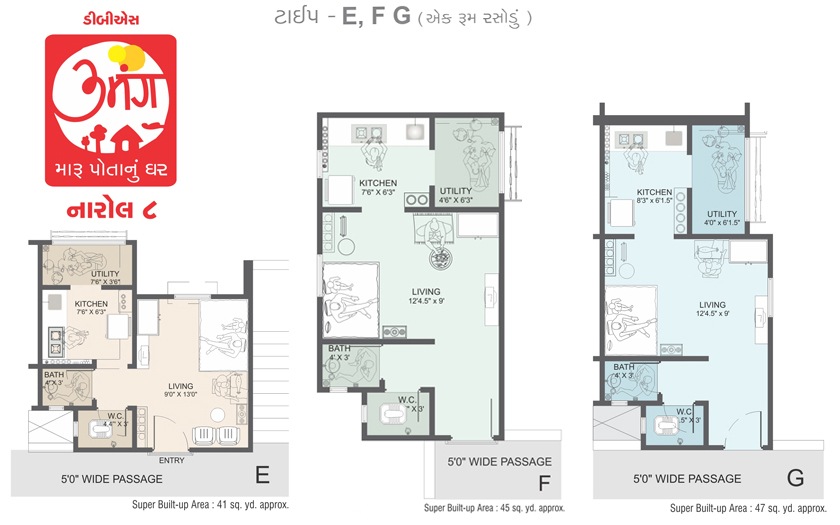 ડીબીએસ
ઉમંગ
મારૂ પોતાનું ઘર
નારોલ ૮
ટાઈપ - E, F G ( એક રૂમ રસોડું )
UTILITY
7'6" X 3'6"
KITCHEN
7'6" X 6'3"
BATH
4' X 3'
LIVING
9'0" X 13'0"
W.C.
4.4" X 3'
ENTRY
5'0" WIDE PASSAGE
E
Super Built-up Area : 41 sq. yd. approx.
KITCHEN
7'6" X 6'3"
UTILITY
4'6" X 6'3"
LIVING
12'4.5" x 9'
BATH
4' X 3'
W.C.
" X 3'
5'0" WIDE PASSAGE
F
Super Built-up Area : 45 sq. yd. approx.
KITCHEN
8'3" x 6'1.5"
UTILITY
4'0" x 6'1.5"
LIVING
12'4.5" x 9'
BATH
4' X 3'
W.C.
.5" X 3'
5'0" WIDE PASSAGE
G
Super Built-up Area : 47 sq. yd. approx.